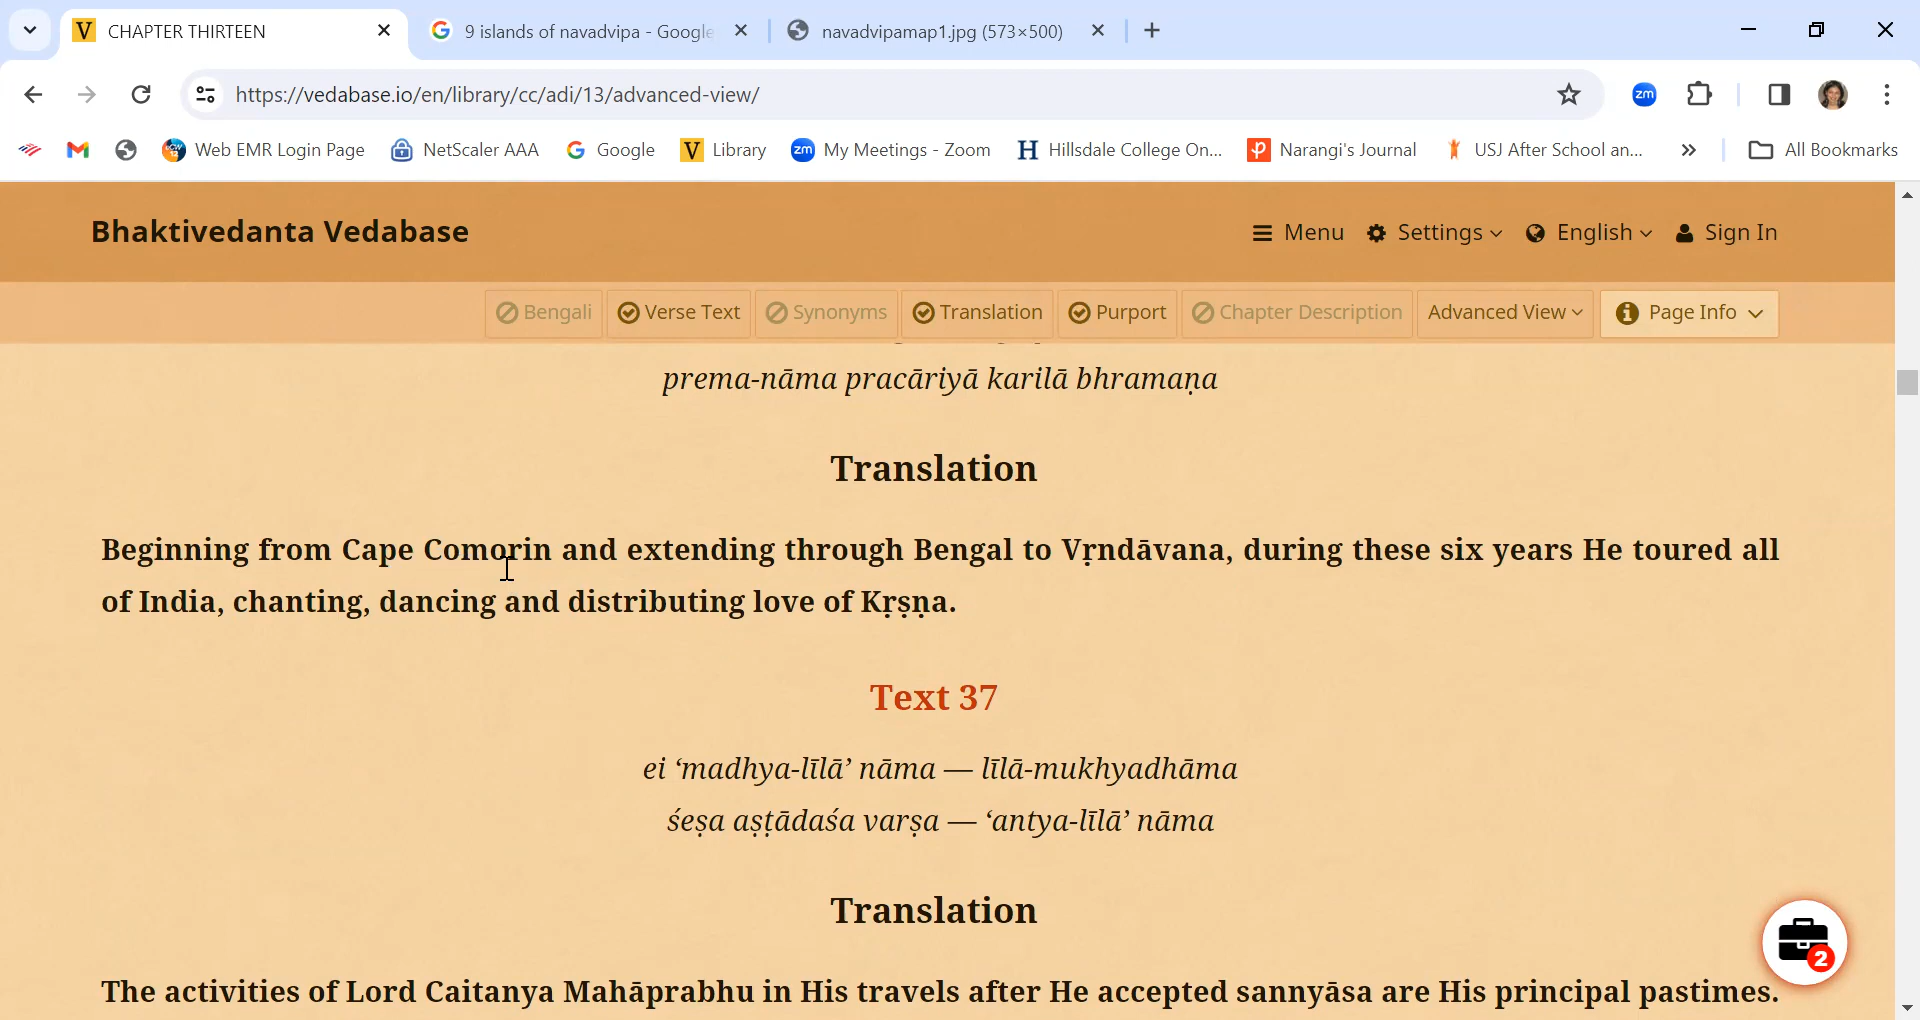 CHAPTER THIRTEEN
9 islands of navadvipa - Google
navadvipamap1.jpg (573×500)
https://vedabase.io/en/library/cc/adi/13/advanced-view/
zm
Web EMR Login Page
NetScaler AAA
Google
V Library
zm My Meetings - Zoom
H Hillsdale College On...
Narangi's Journal
USJ After School an...
»
All Bookmarks
Bhaktivedanta Vedabase
Menu
Settings
English
Sign In
Bengali
Verse Text
Synonyms
Translation
Purport
Chapter Description
Advanced View
Page Info
prema-nāma pracāriyā karilā bhramaṇa
Translation
Beginning from Cape Comorin and extending through Bengal to Vṛndāvana, during these six years He toured all
of India, chanting, dancing and distributing love of Kṛṣṇa.
Text 37
ei ‘madhya-līlā’ nāma — līlā-mukhyadhāma
śeṣa aṣṭādaśa varṣa — ‘antya-līlā’ nāma
Translation
The activities of Lord Caitanya Mahāprabhu in His travels after He accepted sannyāsa are His principal pastimes.
2